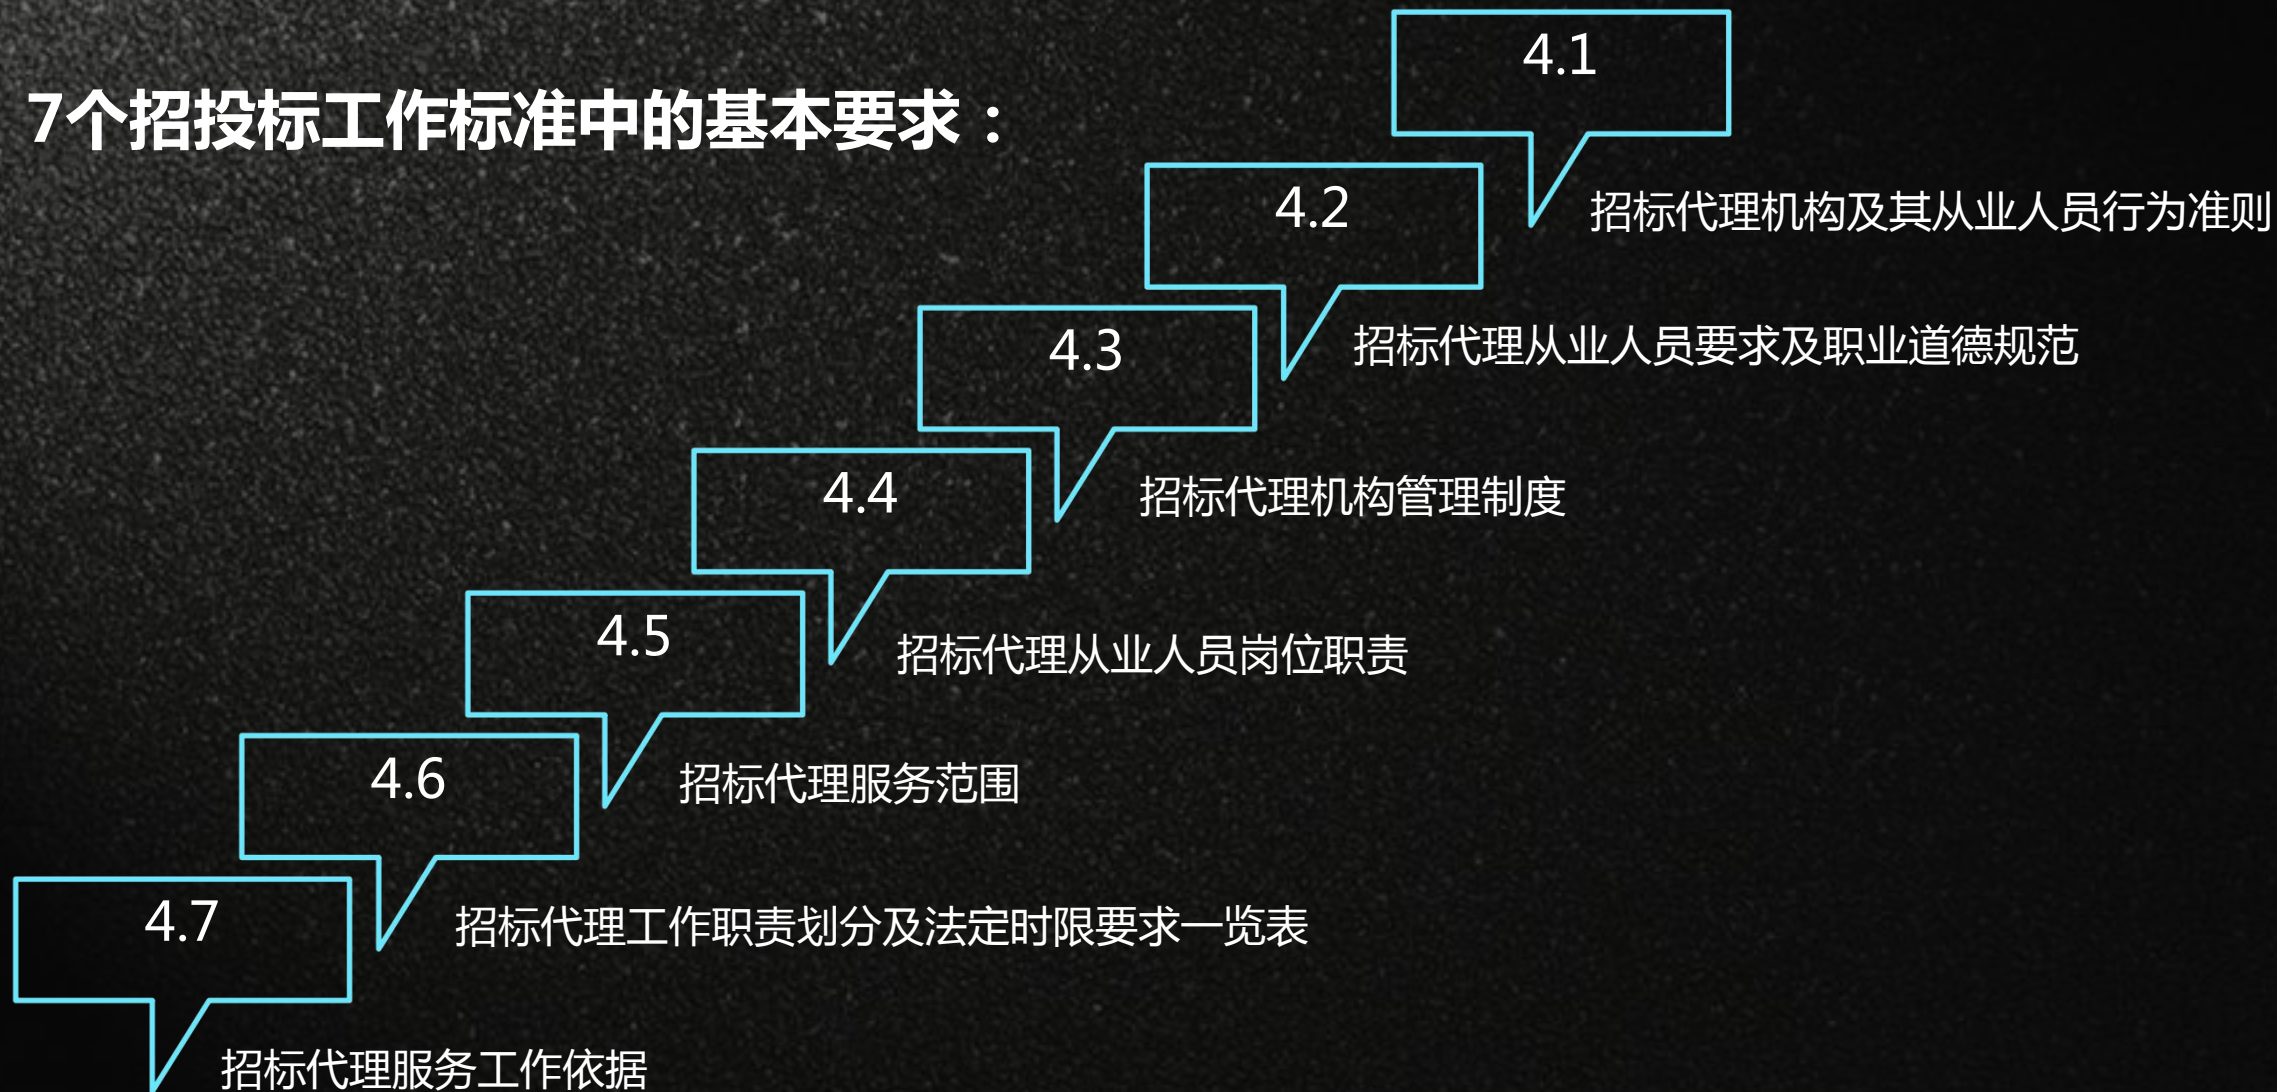 7个招投标工作标准中的基本要求：
4.1
招标代理机构及其从业人员行为准则
4.2
招标代理从业人员要求及职业道德规范
4.3
招标代理机构管理制度
4.4
招标代理从业人员岗位职责
4.5
招标代理服务范围
4.6
招标代理工作职责划分及法定时限要求一览表
4.7
招标代理服务工作依据